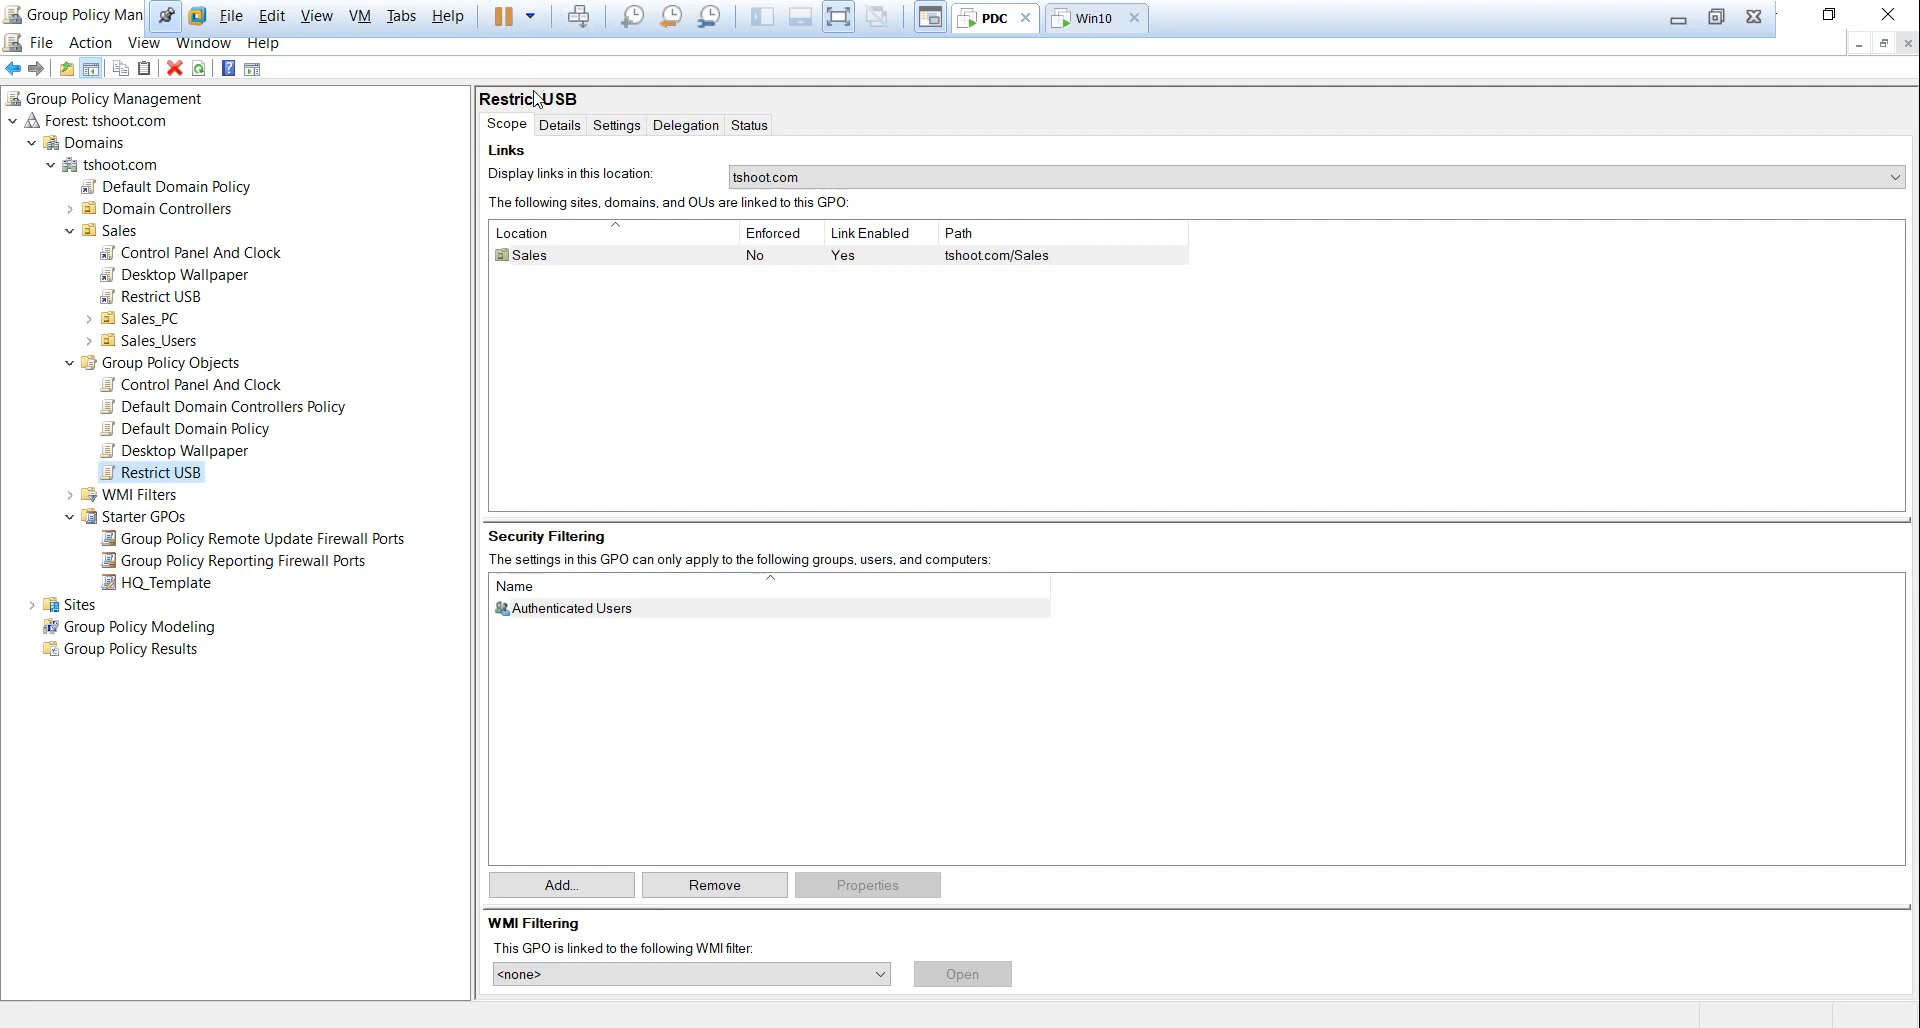 Group Policy Man
File Edit View VM Tabs Help
PDC
Win10
File Action View Window Help
Group Policy Management
Forest: tshoot.com
Domains
tshoot.com
Default Domain Policy
Domain Controllers
Sales
Control Panel And Clock
Desktop Wallpaper
Restrict USB
Sales_PC
Sales_Users
Group Policy Objects
Control Panel And Clock
Default Domain Controllers Policy
Default Domain Policy
Desktop Wallpaper
Restrict USB
WMI Filters
Starter GPOs
Group Policy Remote Update Firewall Ports
Group Policy Reporting Firewall Ports
HQ_Template
Sites
Group Policy Modeling
Group Policy Results
Restrict USB
Scope Details Settings Delegation Status
Links
Display links in this location: tshoot.com
The following sites, domains, and OUs are linked to this GPO:
Location Enforced Link Enabled Path
Sales No Yes tshoot.com/Sales
Security Filtering
The settings in this GPO can only apply to the following groups, users, and computers:
Name
Authenticated Users
Add... Remove Properties
WMI Filtering
This GPO is linked to the following WMI filter:
<none> Open